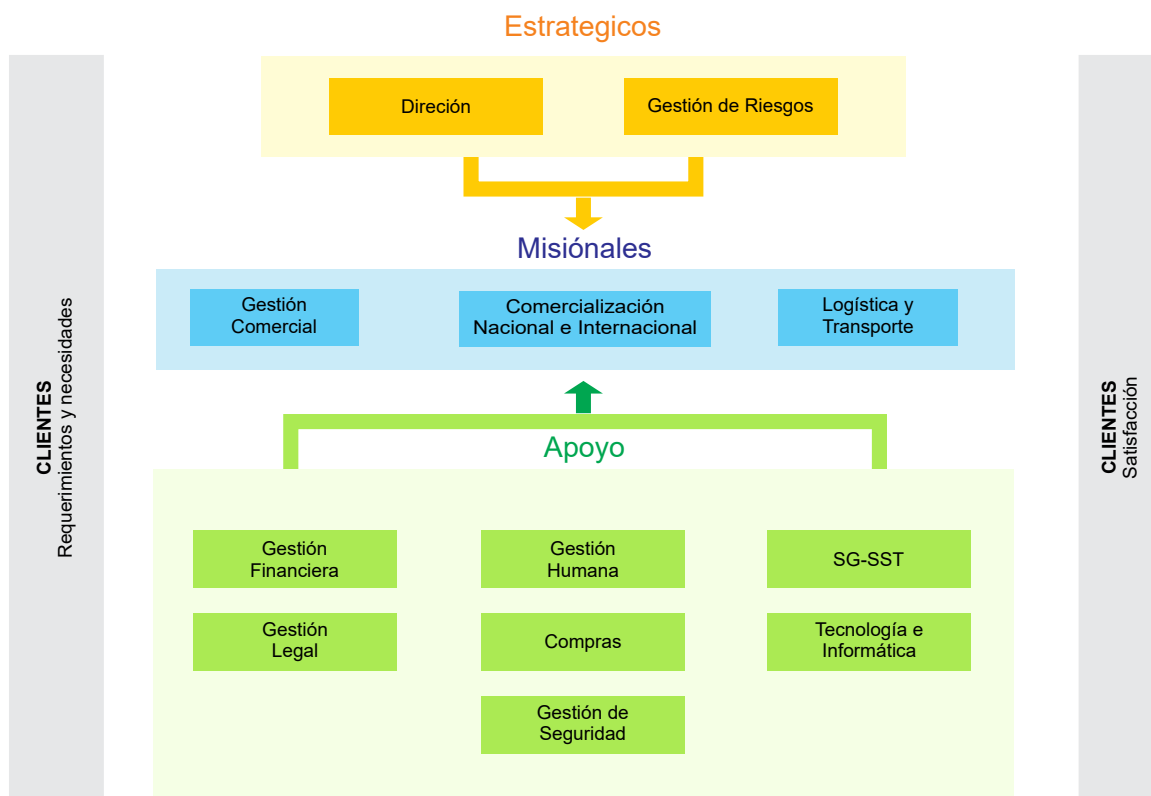 Estrategicos
Direción
Gestión de Riesgos
Misiónales
Gestión
Comercial
Comercialización
Nacional e Internacional
Logística y
Transporte
CLIENTES
Requerimientos y necesidades
CLIENTES
Satisfacción
Apoyo
Gestión
Financiera
Gestión
Humana
SG-SST
Gestión
Legal
Compras
Tecnología e
Informática
Gestión de
Seguridad